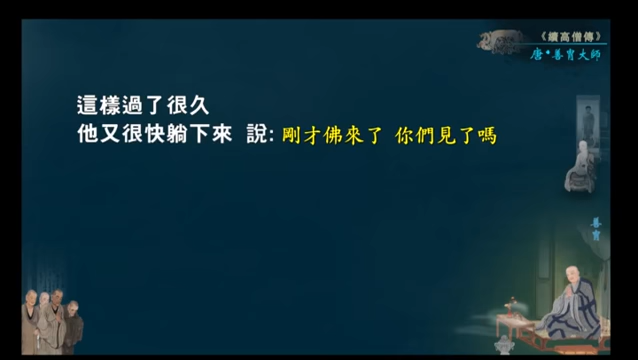 《續高僧傳》
唐•善胄大師
這樣過了很久
他又很快躺下來 說: 剛才佛來了 你們見了嗎
善胄